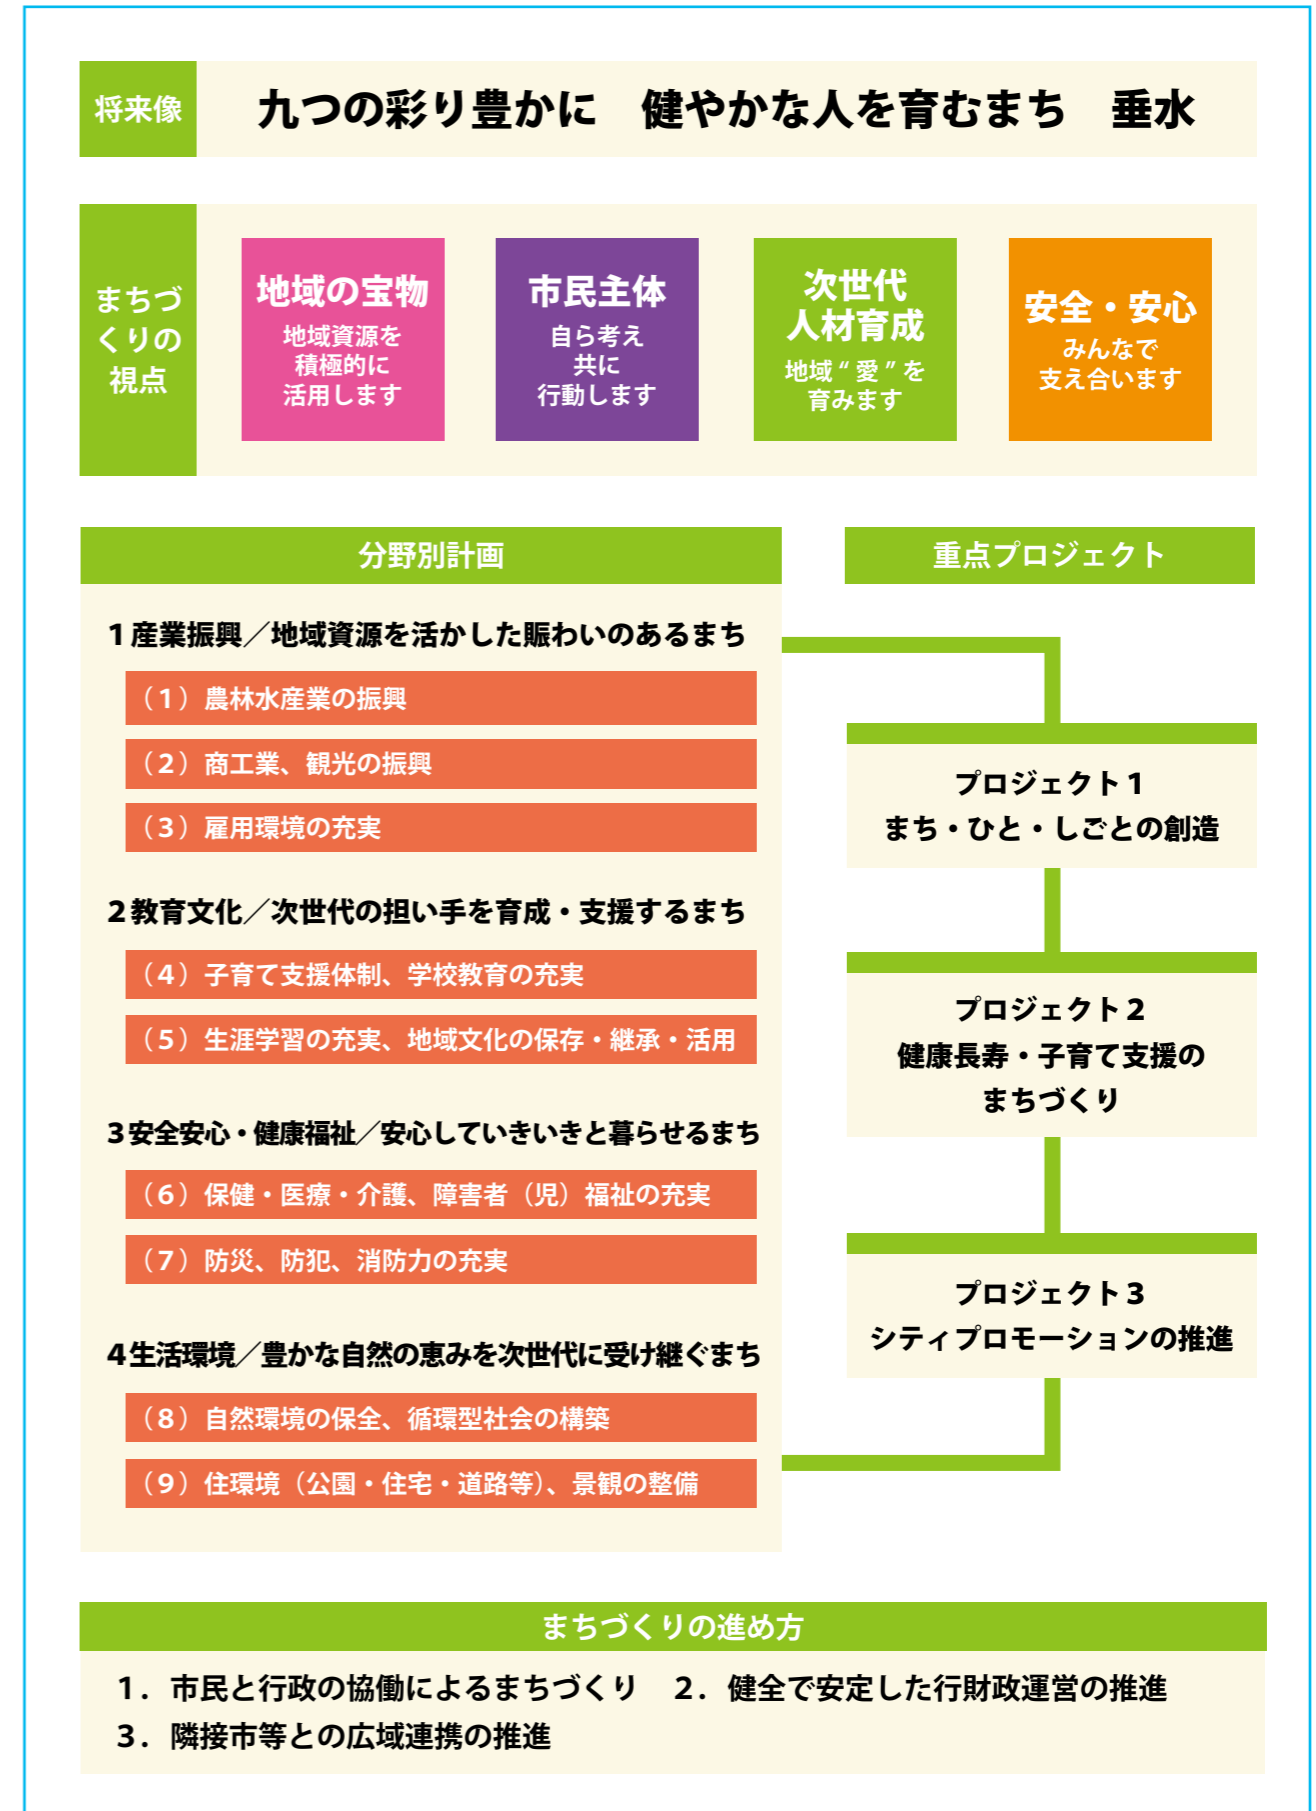 将来像
九つの彩り豊かに　健やかな人を育むまち　垂水
まちづ
くりの
視点
地域の宝物
地域資源を
積極的に
活用します
市民主体
自ら考え
共に
行動します
次世代
人材育成
地域“愛”を
育みます
安全・安心
みんなで
支え合います
分野別計画
1産業振興／地域資源を活かした賑わいのあるまち
（1）農林水産業の振興
（2）商工業、観光の振興
（3）雇用環境の充実
2教育文化／次世代の担い手を育成・支援するまち
（4）子育て支援体制、学校教育の充実
（5）生涯学習の充実、地域文化の保存・継承・活用
3安全安心・健康福祉／安心していきいきと暮らせるまち
（6）保健・医療・介護、障害者（児）福祉の充実
（7）防災、防犯、消防力の充実
4生活環境／豊かな自然の恵みを次世代に受け継ぐまち
（8）自然環境の保全、循環型社会の構築
（9）住環境（公園・住宅・道路等）、景観の整備
重点プロジェクト
プロジェクト1
まち・ひと・しごとの創造
プロジェクト2
健康長寿・子育て支援の
まちづくり
プロジェクト3
シティプロモーションの推進
まちづくりの進め方
1．市民と行政の協働によるまちづくり　2．健全で安定した行財政運営の推進
3．隣接市等との広域連携の推進